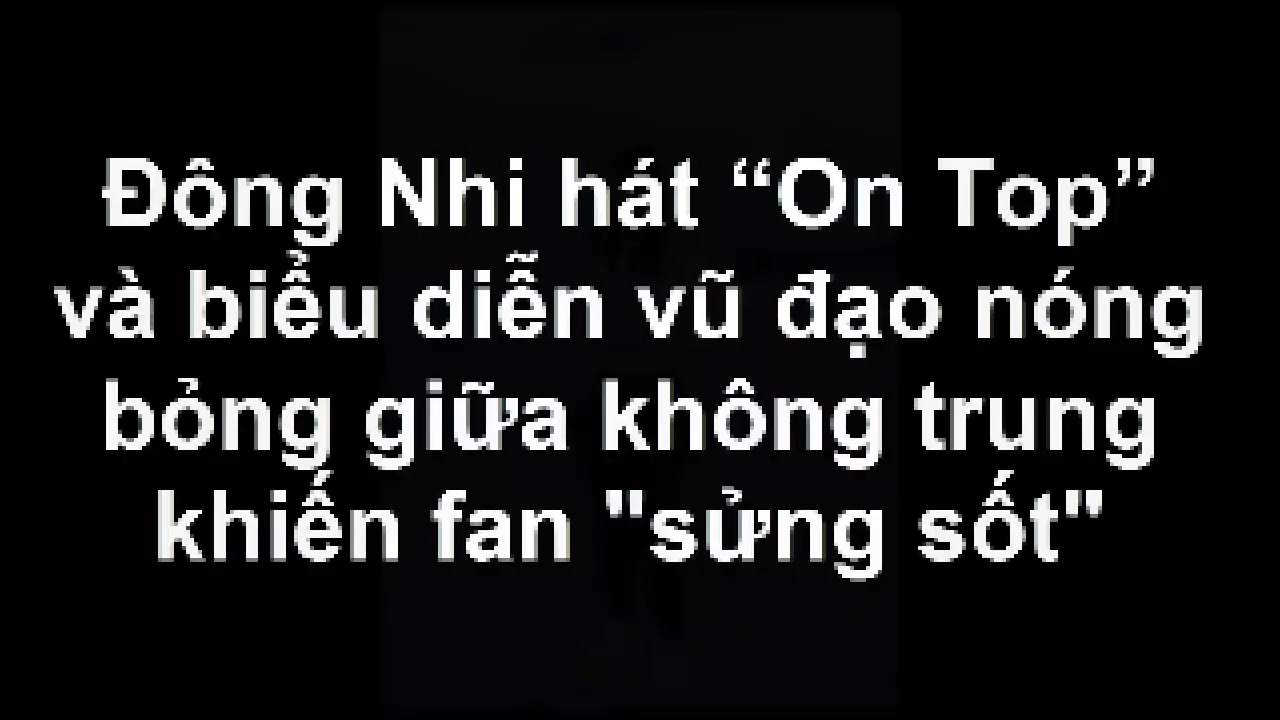 Đông Nhi hát “On Top”
và biểu diễn vũ đạo nóng
bỏng giữa không trung
khiến fan "sửng sốt"